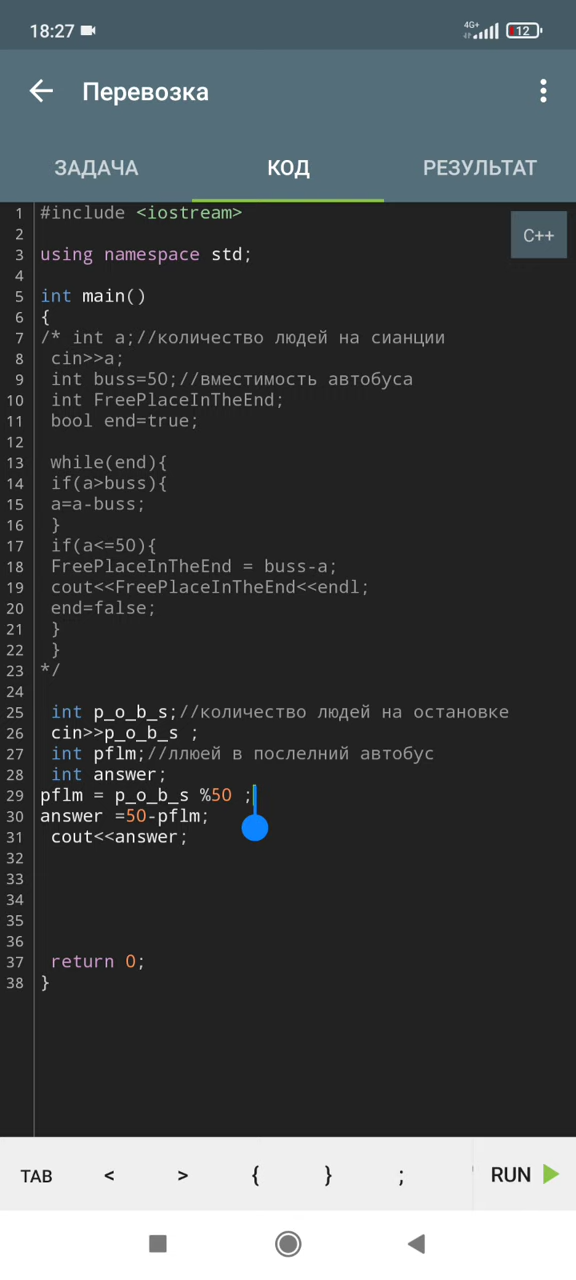 18:27
4G+
12
Перевозка
ЗАДАЧА КОД РЕЗУЛЬТАТ
C++
1 #include <iostream>
2
3 using namespace std;
4
5 int main()
6 {
7 /* int a;//количество людей на сианции
8 cin>>a;
9 int buss=50;//вместимость автобуса
10 int FreePlaceInTheEnd;
11 bool end=true;
12
13 while(end){
14 if(a>buss){
15 a=a-buss;
16 }
17 if(a<=50){
18 FreePlaceInTheEnd = buss-a;
19 cout<<FreePlaceInTheEnd<<endl;
20 end=false;
21 }
22 }
23 */
24
25 int p_o_b_s;//количество людей на остановке
26 cin>>p_o_b_s ;
27 int pflm;//ллюей в послелний автобус
28 int answer;
29 pflm = p_o_b_s %50 ;
30 answer =50-pflm;
31 cout<<answer;
32
33
34
35
36
37 return 0;
38 }
TAB < > { } ; RUN